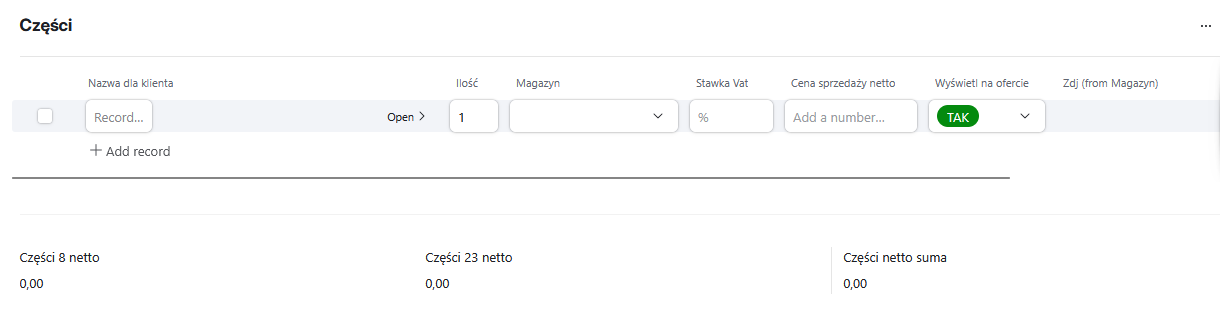 Części
Nazwa dla klienta Ilość Magazyn Stawka Vat Cena sprzedaży netto Wyświetl na ofercie Zdj (from Magazyn)
Record... Open 1 % Add a number... TAK
Add record
Części 8 netto Części 23 netto Części netto suma
0,00 0,00 0,00